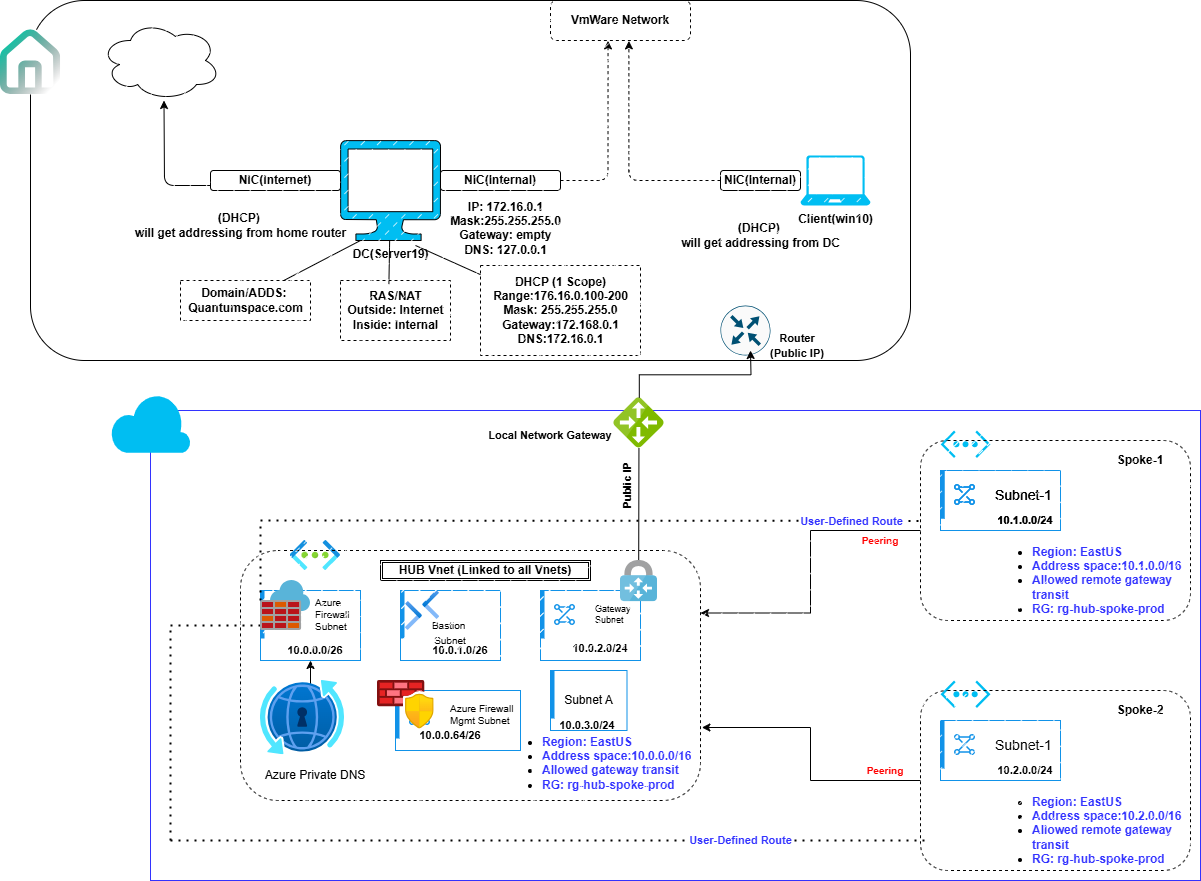 VmWare Network
NiC(internet)
NiC(Internal)
NiC(Internal)
(DHCP)
will get addressing from home router
IP: 172.16.0.1
Mask:255.255.255.0
Gateway: empty
DNS: 127.0.0.1
Client(win10)
(DHCP)
will get addressing from DC
DC(Server19)
Domain/ADDS:
Quantumspace.com
RAS/NAT
Outside: Internet
Inside: internal
DHCP (1 Scope)
Range:176.16.0.100-200
Mask: 255.255.255.0
Gateway:172.168.0.1
DNS:172.16.0.1
Router
(Public IP)
Local Network Gateway
Public IP
Spoke-1
Subnet-1
10.1.0.0/24
User-Defined Route
Peering
Region: EastUS
Address space:10.1.0.0/16
Allowed remote gateway
transit
RG: rg-hub-spoke-prod
HUB Vnet (Linked to all Vnets)
Azure
Firewall
Subnet
10.0.0.0/26
Bastion
Subnet
10.0.1.0/26
Gateway
Subnet
10.0.2.0/24
Azure Private DNS
Azure Firewall
Mgmt Subnet
10.0.0.64/26
Subnet A
10.0.3.0/24
Region: EastUS
Address space:10.0.0.0/16
Allowed gateway transit
RG: rg-hub-spoke-prod
Spoke-2
Subnet-1
10.2.0.0/24
Peering
Region: EastUS
Address space:10.2.0.0/16
Allowed remote gateway
transit
RG: rg-hub-spoke-prod
User-Defined Route